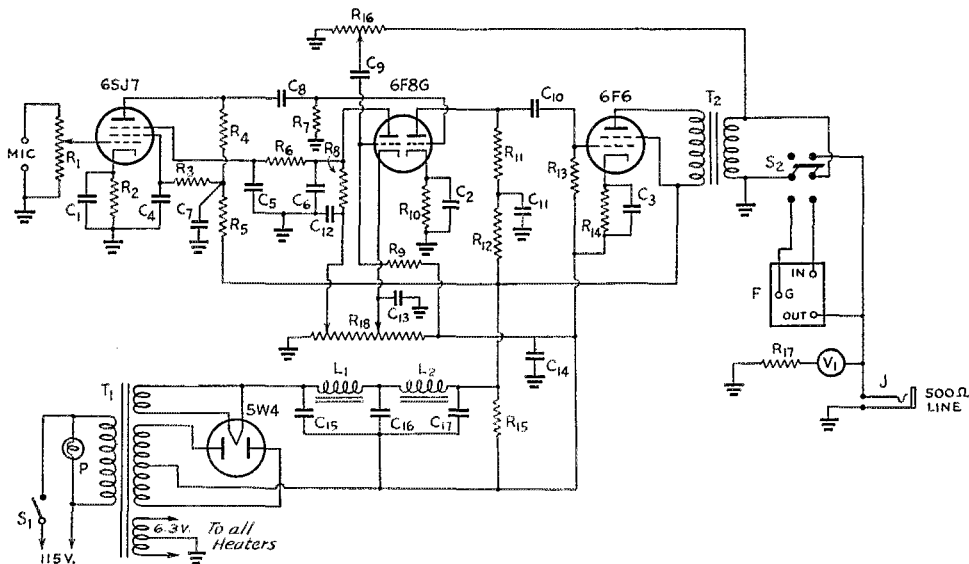 R16
C9
6SJ7
C8
6F8G
C10
6F6
T2
MIC
R1
R4
R7
R6
R8
R11
R13
S2
C1
R2
C4
R3
C7
R5
C5
C6
C12
R10
C2
C11
R12
R14
C3
R9
F
IN
G
OUT
R18
C13
C14
R17
V1
J
500Ω
LINE
T1
L1
L2
5W4
C15
C16
C17
R15
P
S1
6.3V.
To all
Heaters
115V.